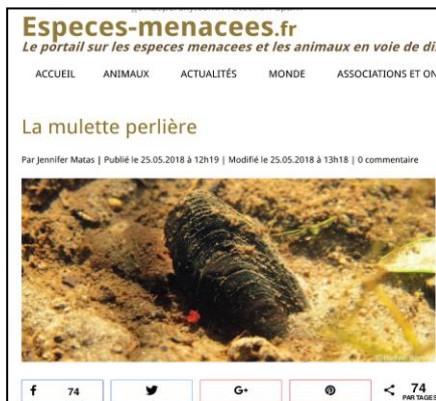 Especes-menacees.fr
Le portail sur les especes menacees et les animaux en voie de di
ACCUEIL ANIMAUX ACTUALITÉS MONDE ASSOCIATIONS ET ON
La mulette perlière
Par Jennifer Matas | Publié le 25.05.2018 à 12h19 | Modifié le 25.05.2018 à 13h18 | 0 commentaire
f 74 G+ 74
PARTAGES